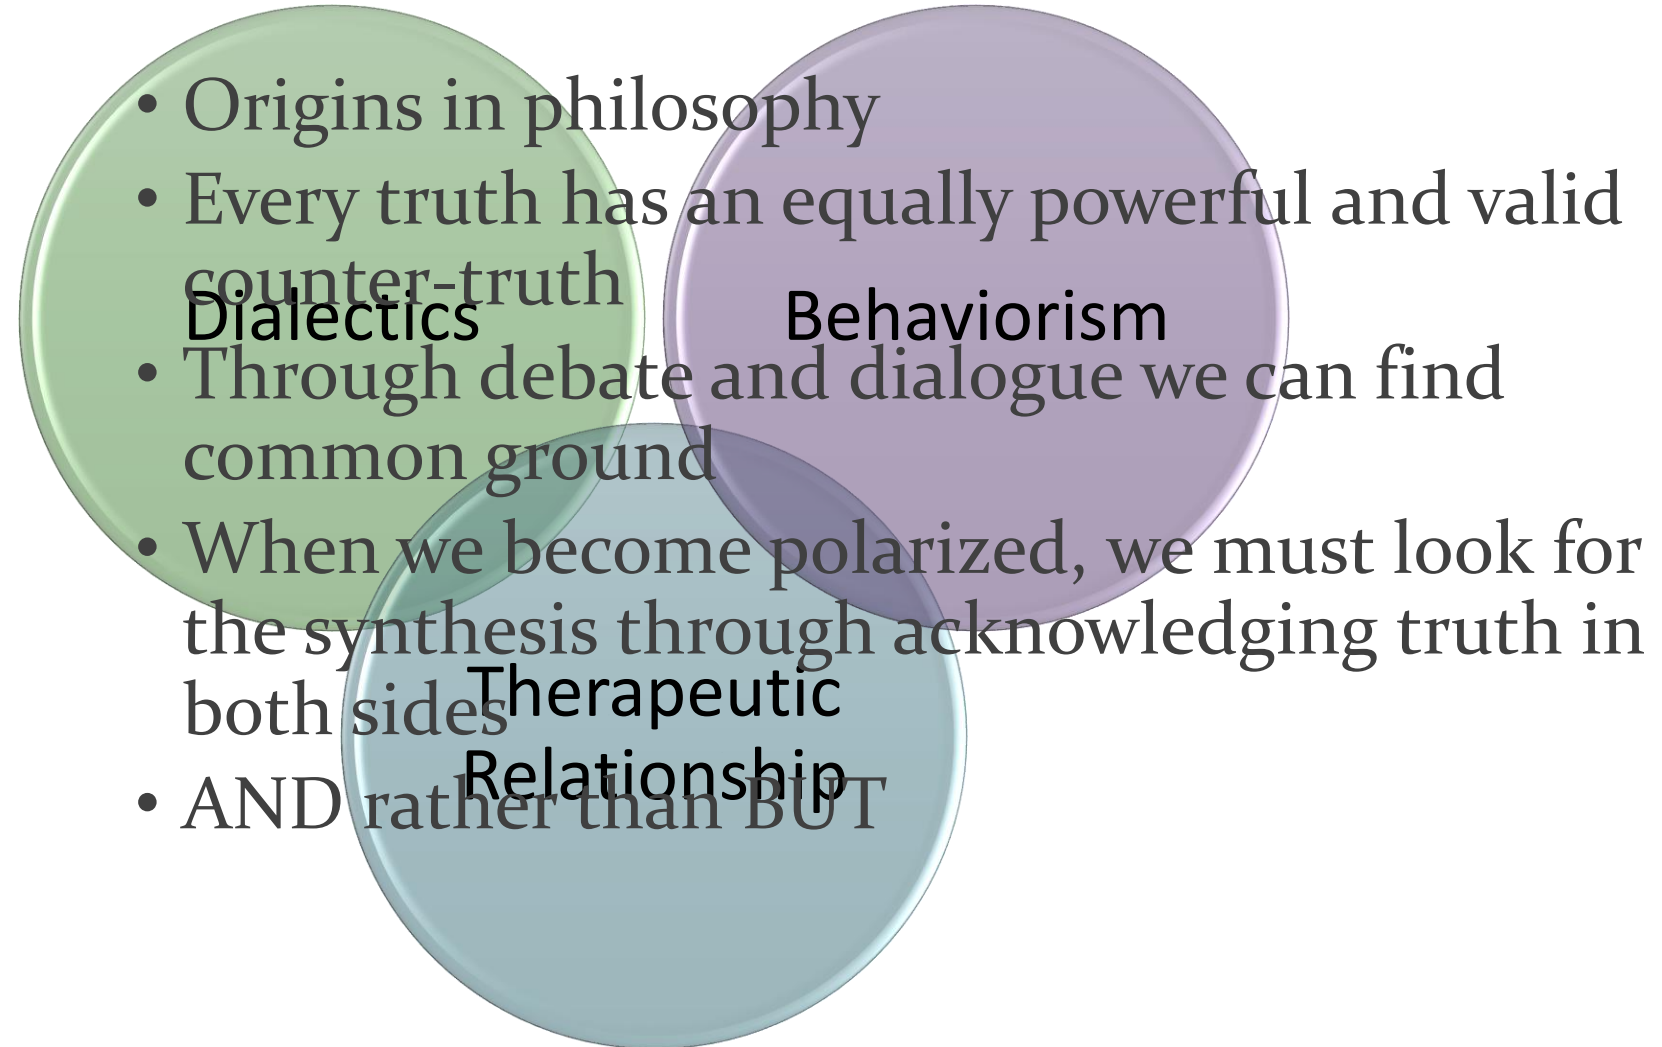 • Origins in philosophy
• Every truth has an equally powerful and valid
counter-truth
• Through debate and dialogue we can find
common ground
• When we become polarized, we must look for
the synthesis through acknowledging truth in
both sides
• AND rather than BUT
Dialectics
Behaviorism
Therapeutic
Relationship